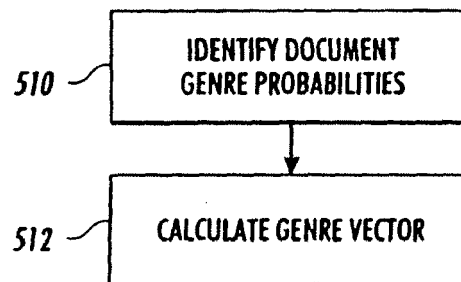 510
IDENTIFY DOCUMENT
GENRE PROBABILITIES
512
CALCULATE GENRE VECTOR